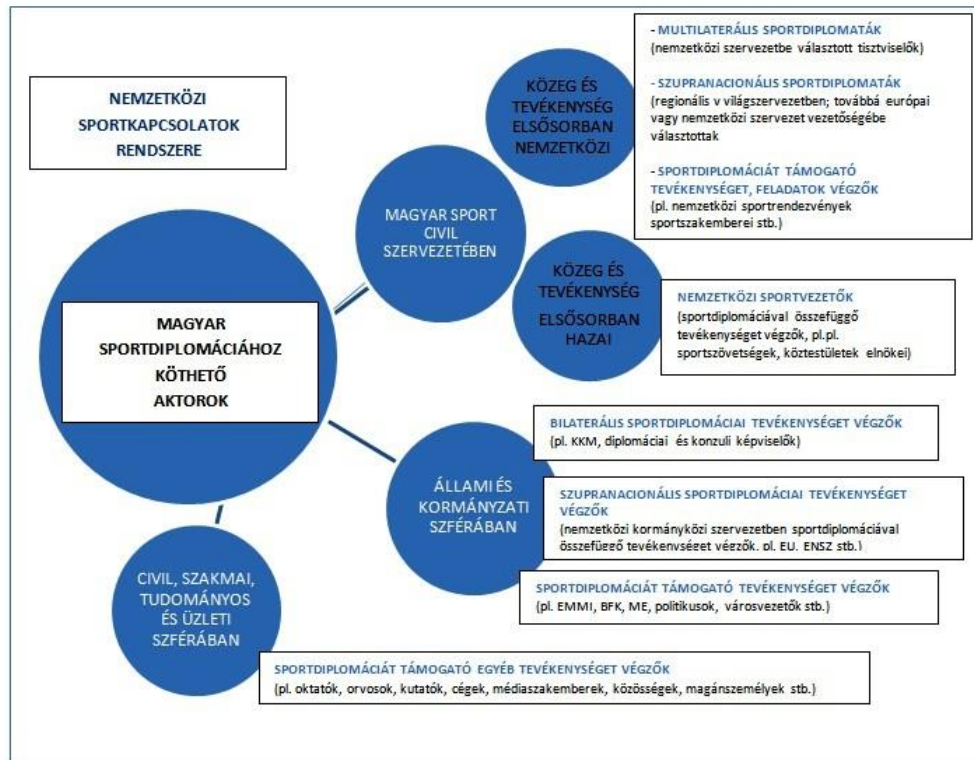 NEMZETKÖZI
SPORTKAPCSOLATOK
RENDSZERE
MAGYAR
SPORTDIPLOMÁCIÁHOZ
KÖTHETŐ
AKTOROK
MAGYAR SPORT
CIVIL
SZERVEZETÉBEN
KÖZEG ÉS
TEVÉKENYSÉG
ELSŐSORBAN
NEMZETKÖZI
- MULTILATERÁLIS SPORTDIPLOMATÁK
(nemzetközi szervezetbe választott tisztviselők)
- SZUPRANACIONÁLIS SPORTDIPLOMATÁK
(regionális v világszervezetben; továbbá európai
vagy nemzetközi szervezet vezetőségébe
választottak
- SPORTDIPLOMÁCIÁT TÁMOGATÓ
TEVÉKENYSÉGET, FELADATOK VÉGZŐK
(pl. nemzetközi sportrendezvények
sportszakemberei stb.)
KÖZEG ÉS
TEVÉKENYSÉG
ELSŐSORBAN
HAZAI
NEMZETKÖZI SPORTVEZETŐK
(sportdiplomáciával összefüggő
tevékenységet végzők, pl.pl.
sportszövetségek, köztestületek elnökei)
ÁLLAMI ÉS
KORMÁNYZATI
SZFÉRÁBAN
BILATERÁLIS SPORTDIPLOMÁCIAI TEVÉKENYSÉGET VÉGZŐK
(pl. KKM, diplomáciai és konzuli képviselők)
SZUPRANACIONÁLIS SPORTDIPLOMÁCIAI TEVÉKENYSÉGET
VÉGZŐK
(nemzetközi kormányközi szervezetben sportdiplomáciával
összefüggő tevékenységet végzők. pl. EU. ENSZ stb.)
SPORTDIPLOMÁCIÁT TÁMOGATÓ TEVÉKENYSÉGET VÉGZŐK
(pl. EMMI, BFK, ME, politikusok, városvezetők stb.)
CIVIL, SZAKMAI,
TUDOMÁNYOS
ÉS ÜZLETI
SZFÉRÁBAN
SPORTDIPLOMÁCIÁT TÁMOGATÓ EGYÉB TEVÉKENYSÉGET VÉGZŐK
(pl. oktatók, orvosok, kutatók, cégek, médiaszakemberek, közösségek, magánszemélyek stb.)